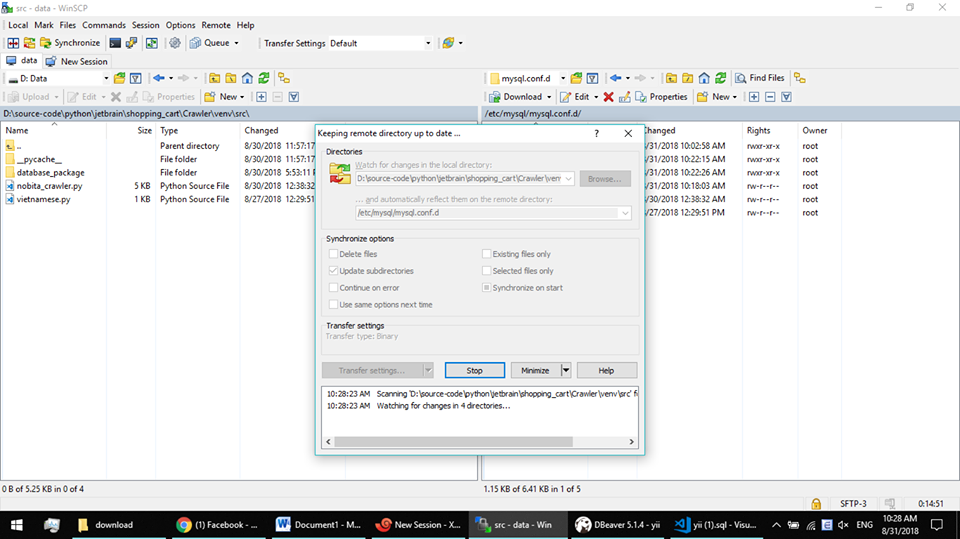 src - data - WinSCP
Local Mark Files Commands Session Options Remote Help
Synchronize Queue Transfer Settings Default
data New Session
D: Data mysql.conf.d Find Files
Upload Edit Properties New Download Edit Properties New
D:\source-code\python\jetbrain\shopping_cart\Crawler\venv\src\ /etc/mysql/mysql.conf.d/
Name Size Type Changed Changed Rights Owner
.. Parent directory 8/30/2018 11:57:17 /31/2018 10:02:58 AM rwxr-xr-x root
__pycache__ File folder 8/30/2018 11:57:17 /31/2018 10:22:15 AM rwxr-xr-x root
database_package File folder 8/30/2018 5:53:11 P /31/2018 10:22:26 AM rwxr-xr-x root
nobita_crawler.py 5 KB Python Source File 8/30/2018 12:38:32 /31/2018 10:18:03 AM rw-r--r-- root
vietnamese.py 1 KB Python Source File 8/27/2018 12:29:51 /30/2018 12:38:32 AM rw-r--r-- root
/27/2018 12:29:51 PM rw-r--r-- root
Keeping remote directory up to date ... ?
Directories
Watch for changes in the local directory:
D:\source-code\python\jetbrain\shopping_cart\Crawler\ven Browse...
... and automatically reflect them on the remote directory:
/etc/mysql/mysql.conf.d
Synchronize options
Delete files Existing files only
Update subdirectories Selected files only
Continue on error Synchronize on start
Use same options next time
Transfer settings
Transfer type: Binary
Transfer settings... Stop Minimize Help
10:28:23 AM Scanning 'D:\source-code\python\jetbrain\shopping_cart\Crawler\venv\src' f
10:28:23 AM Watching for changes in 4 directories...
0 B of 5.25 KB in 0 of 4 1.15 KB of 6.41 KB in 1 of 5
SFTP-3 0:14:51
download (1) Facebook - ... Document1 - M... New Session - X... src - data - Win DBeaver 5.1.4 - yii yii (1).sql - Visu... ENG 10:28 AM
8/31/2018